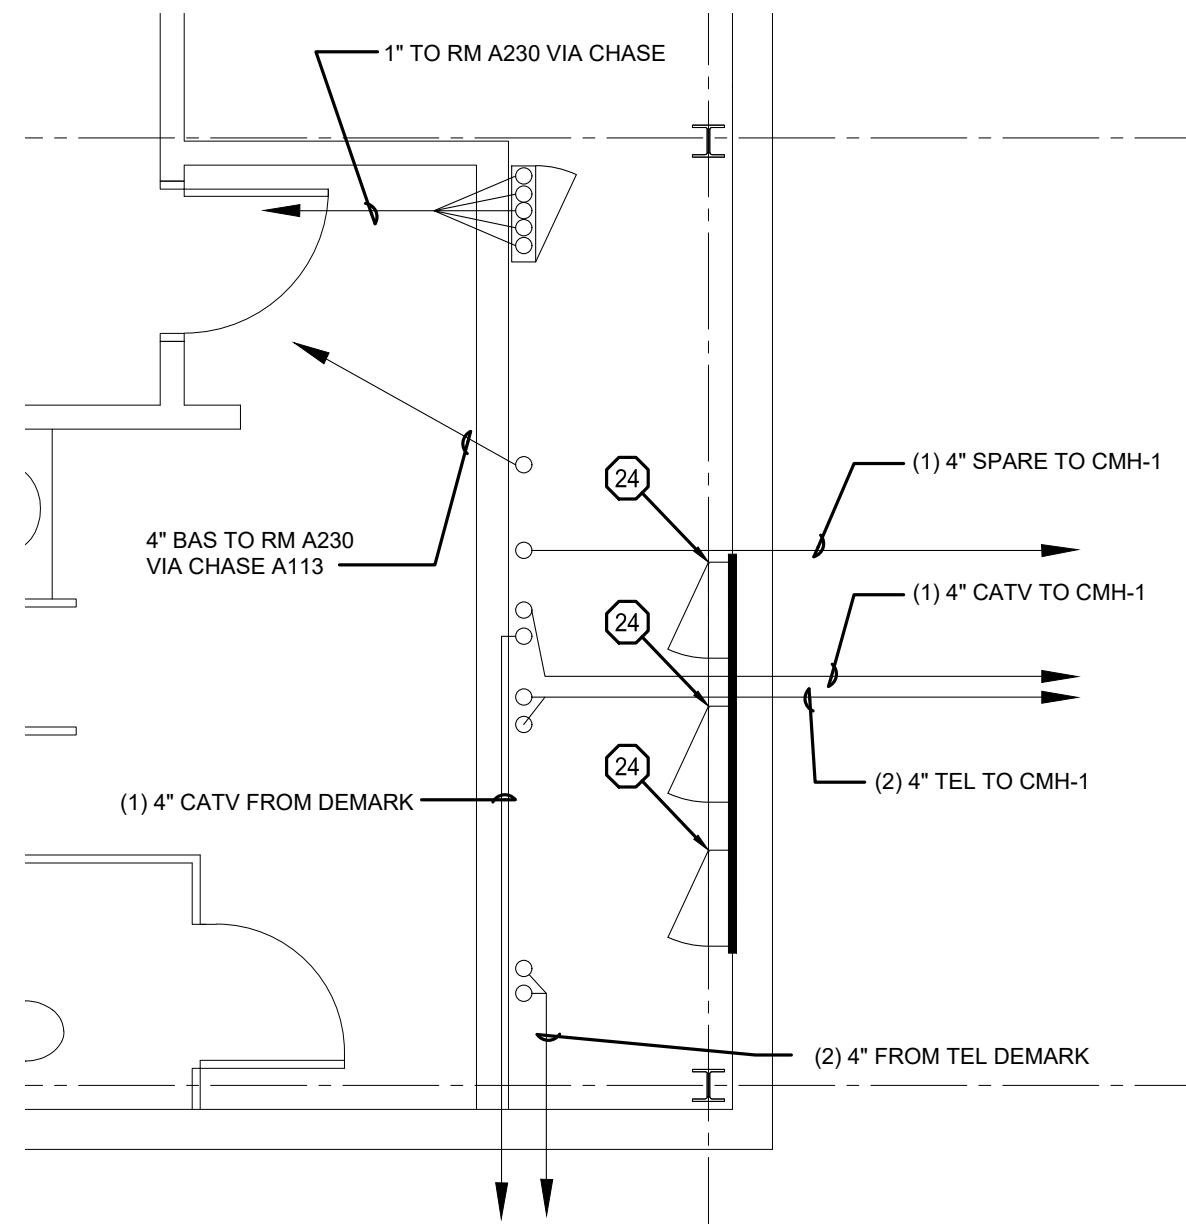 1" TO RM A230 VIA CHASE
(1) 4" SPARE TO CMH-1
24
4" BAS TO RM A230
VIA CHASE A113
(1) 4" CATV TO CMH-1
24
24
(2) 4" TEL TO CMH-1
(1) 4" CATV FROM DEMARK
(2) 4" FROM TEL DEMARK